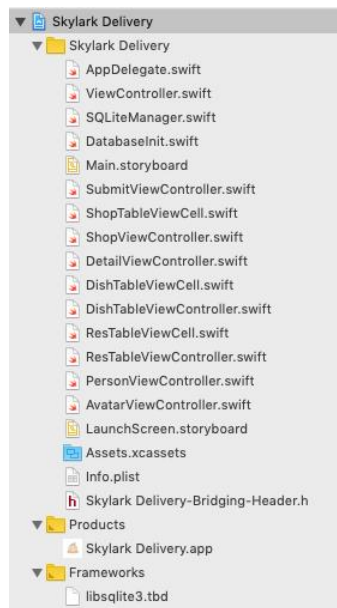 Skylark Delivery
Skylark Delivery
AppDelegate.swift
ViewController.swift
SQLiteManager.swift
DatabaseInit.swift
Main.storyboard
SubmitViewController.swift
ShopTableViewCell.swift
ShopViewController.swift
DetailViewController.swift
DishTableViewCell.swift
DishTableViewController.swift
ResTableViewCell.swift
ResTableViewController.swift
PersonViewController.swift
AvatarViewController.swift
LaunchScreen.storyboard
Assets.xcassets
Info.plist
h Skylark Delivery-Bridging-Header.h
Products
Skylark Delivery.app
Frameworks
libsqlite3.tbd